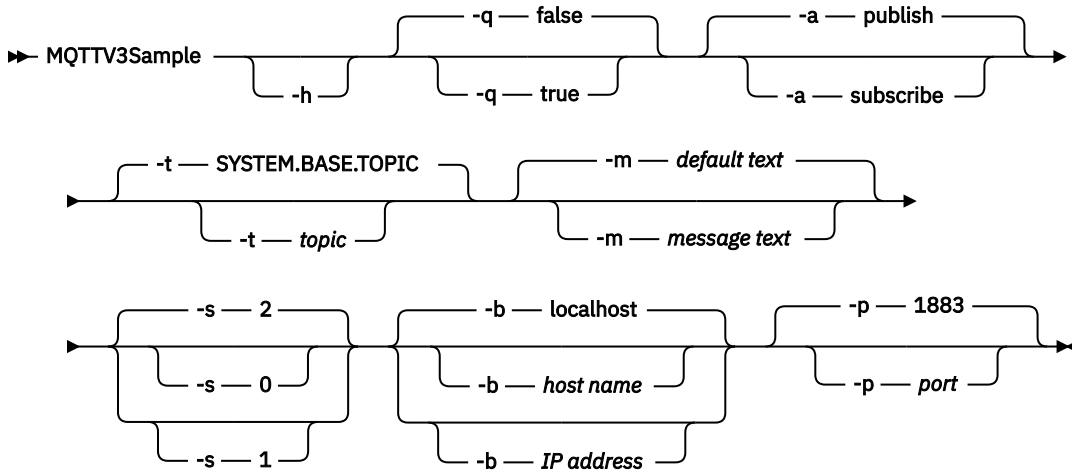 -q — false -a — publish
MQTTV3Sample
-h -q — true -a — subscribe
-t — SYSTEM.BASE.TOPIC -m — default text
-t — topic -m — message text
-s — 2 -b — localhost -p — 1883
-s — 0 -b — host name -p — port
-s — 1 -b — IP address